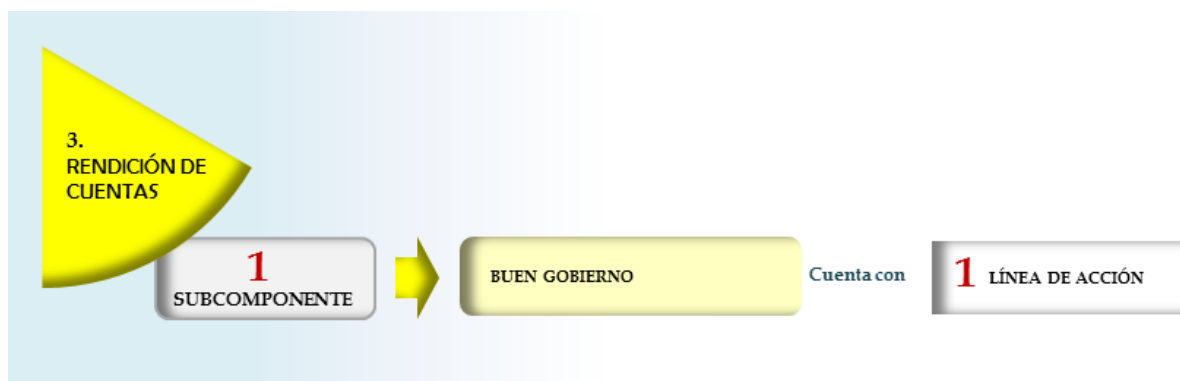 3.
RENDICIÓN DE
CUENTAS
1
SUBCOMPONENTE
BUEN GOBIERNO
Cuenta con
1 LÍNEA DE ACCIÓN